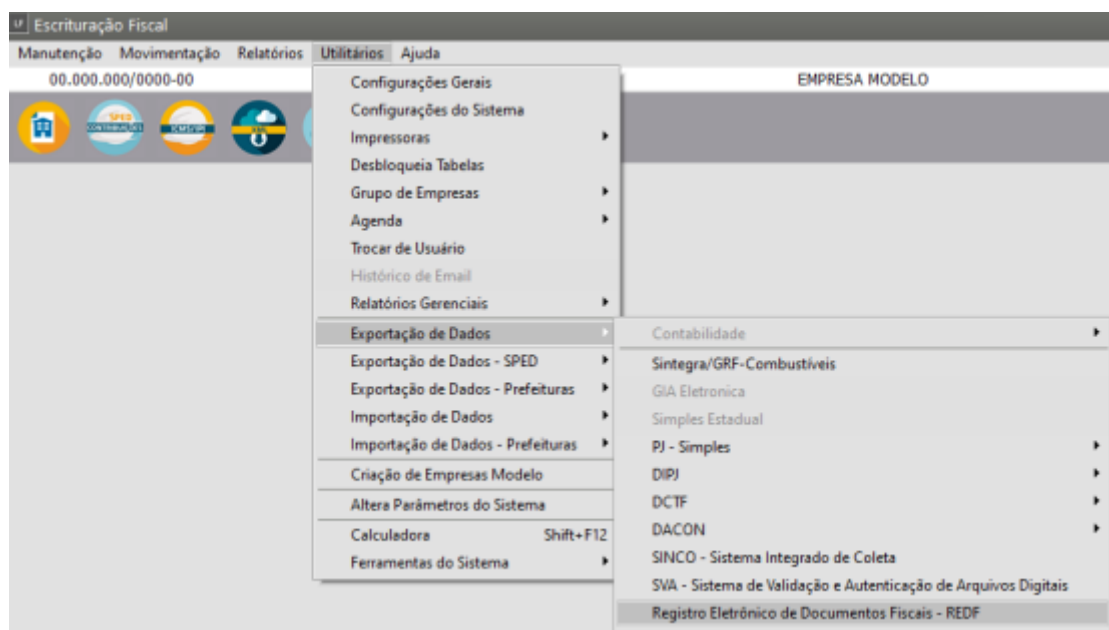 Escrituração Fiscal
Manutenção Movimentação Relatórios Utilitários Ajuda
00.000.000/0000-00 EMPRESA MODELO
SPED
CONTRIBUIÇÕES
ICMS/IPI
XML
Configurações Gerais
Configurações do Sistema
Impressoras
Desbloqueia Tabelas
Grupo de Empresas
Agenda
Trocar de Usuário
Histórico de Email
Relatórios Gerenciais
Exportação de Dados
Exportação de Dados - SPED
Exportação de Dados - Prefeituras
Importação de Dados
Importação de Dados - Prefeituras
Criação de Empresas Modelo
Altera Parâmetros do Sistema
Calculadora Shift+F12
Ferramentas do Sistema
Contabilidade
Sintegra/GRF-Combustíveis
GIA Eletronica
Simples Estadual
PJ - Simples
DIPJ
DCTF
DACON
SINCO - Sistema Integrado de Coleta
SVA - Sistema de Validação e Autenticação de Arquivos Digitais
Registro Eletrônico de Documentos Fiscais - REDF